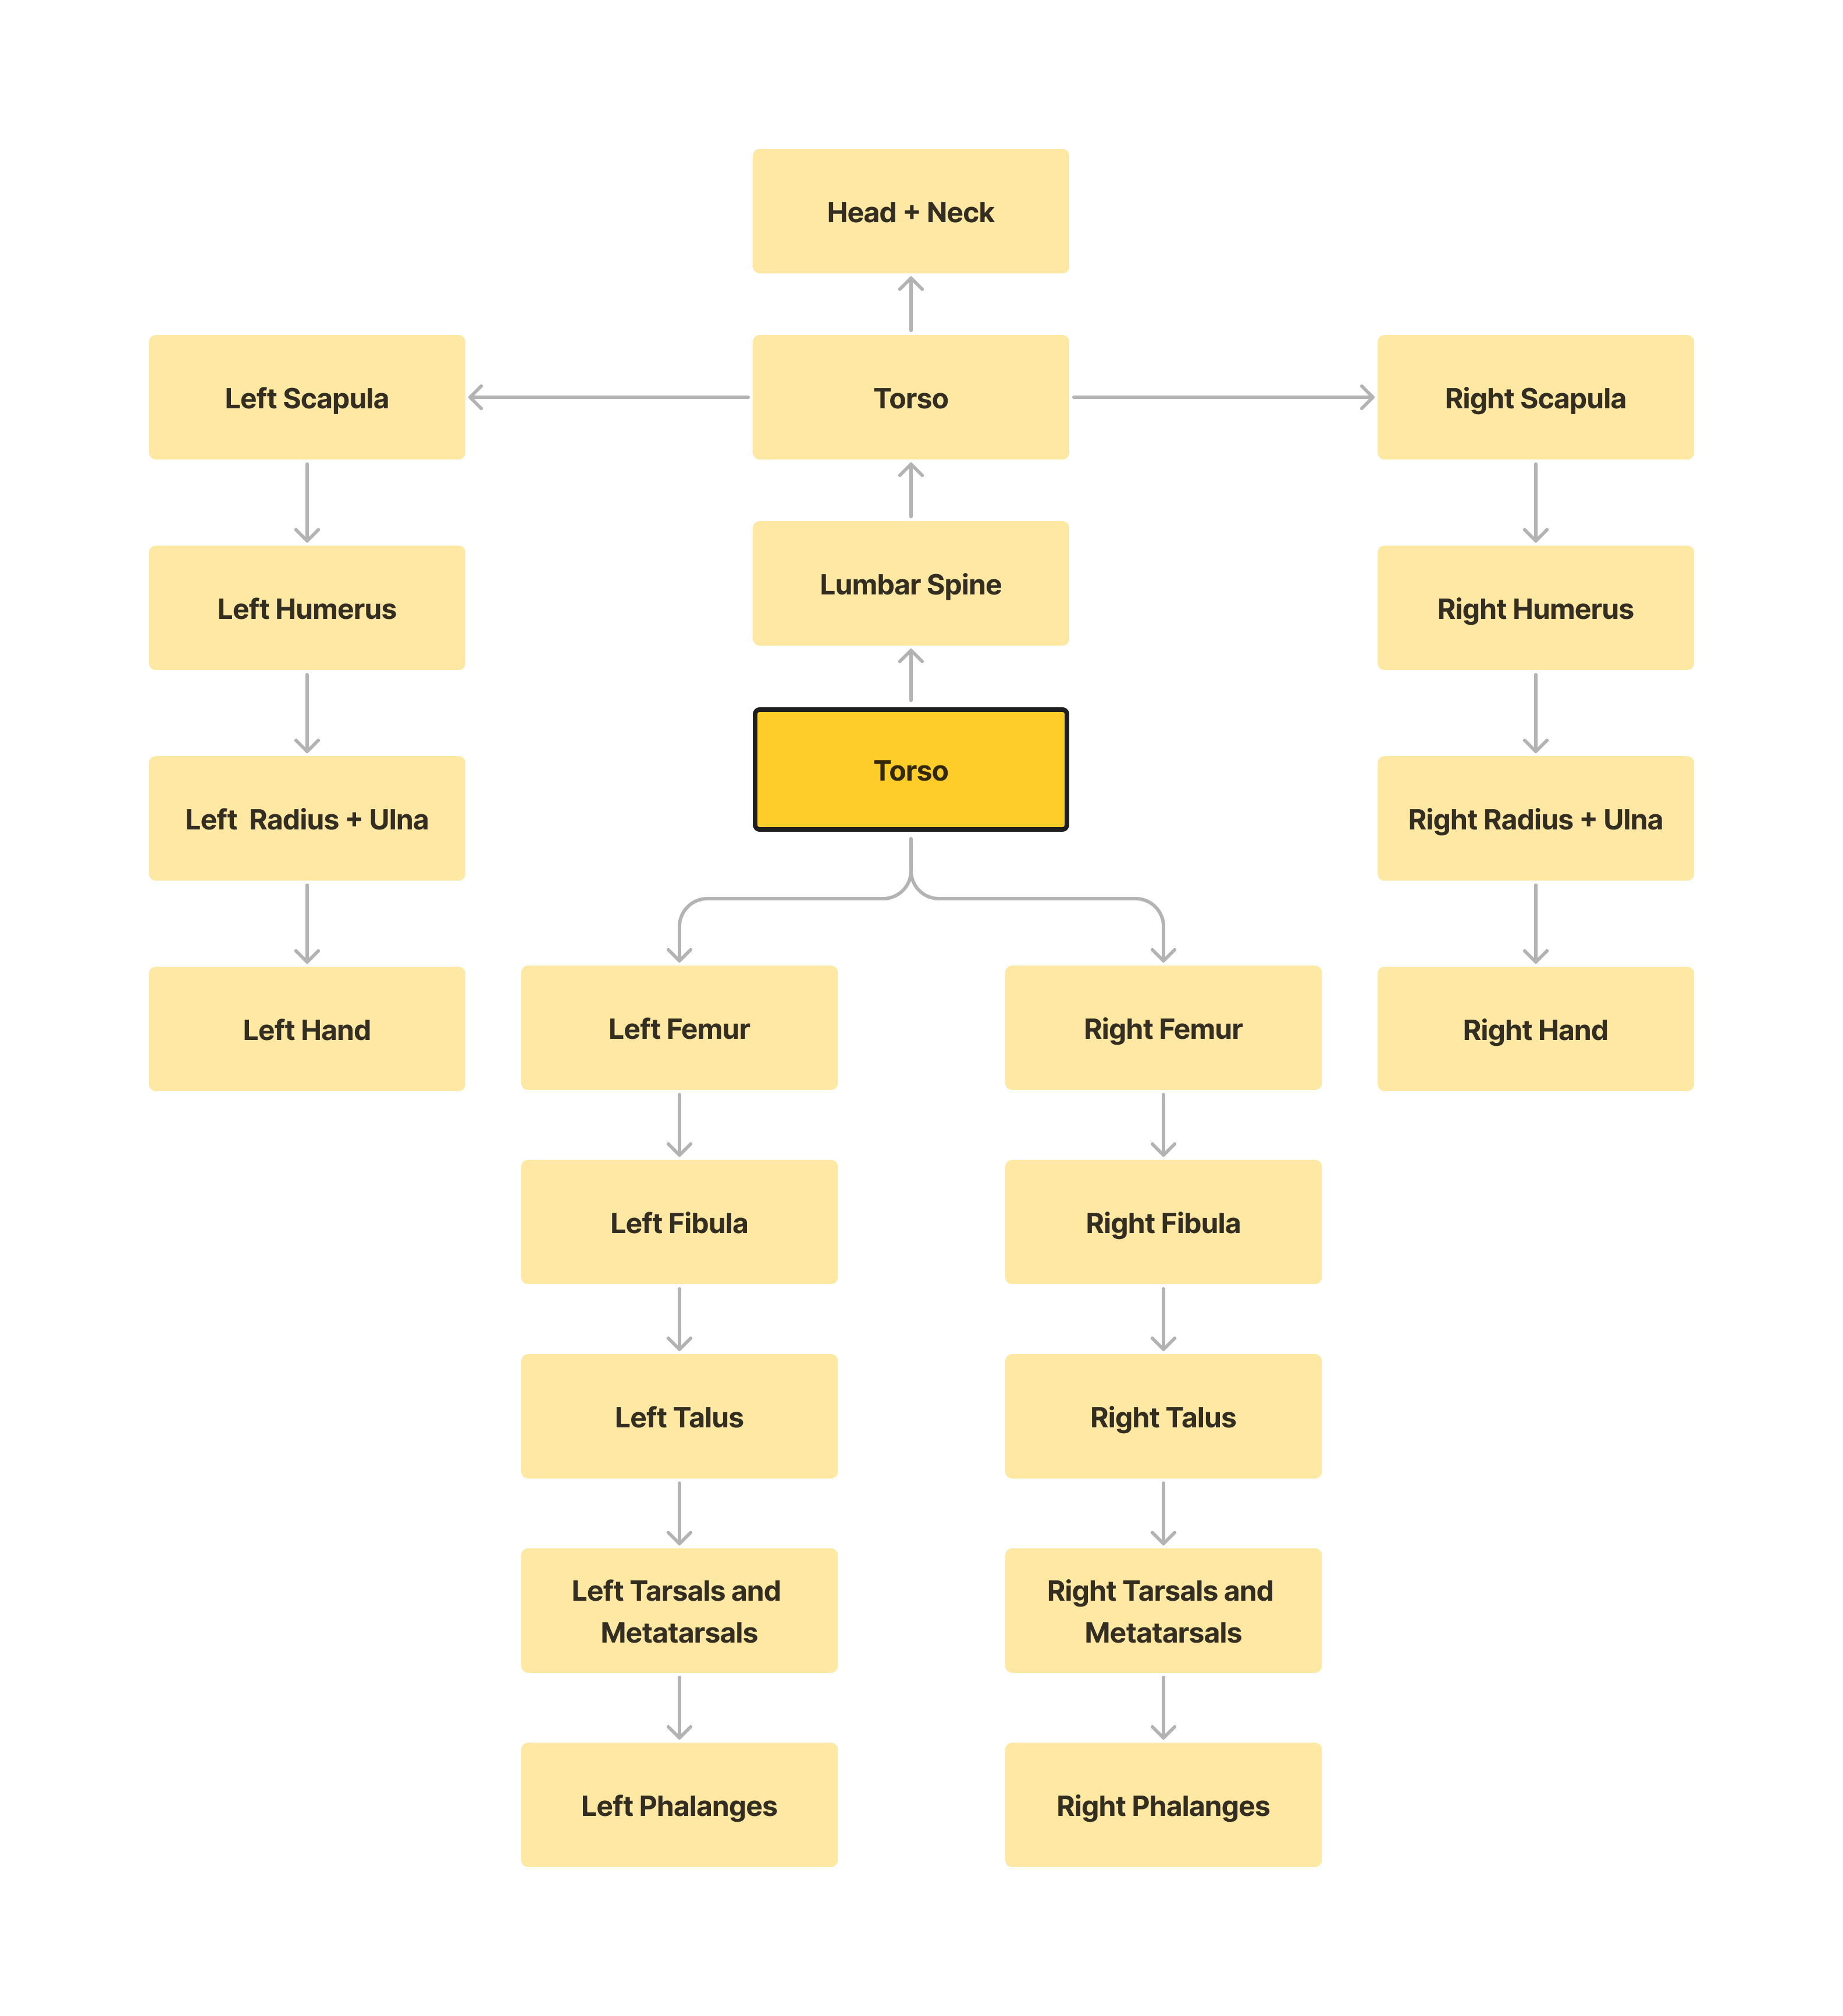 Head + Neck
Left Scapula
Torso
Right Scapula
Lumbar Spine
Left Humerus
Right Humerus
Torso
Left  Radius + Ulna
Right Radius + Ulna
Left Femur
Right Femur
Left Hand
Right Hand
Left Fibula
Right Fibula
Left Talus
Right Talus
Left Tarsals and
Metatarsals
Right Tarsals and
Metatarsals
Left Phalanges
Right Phalanges